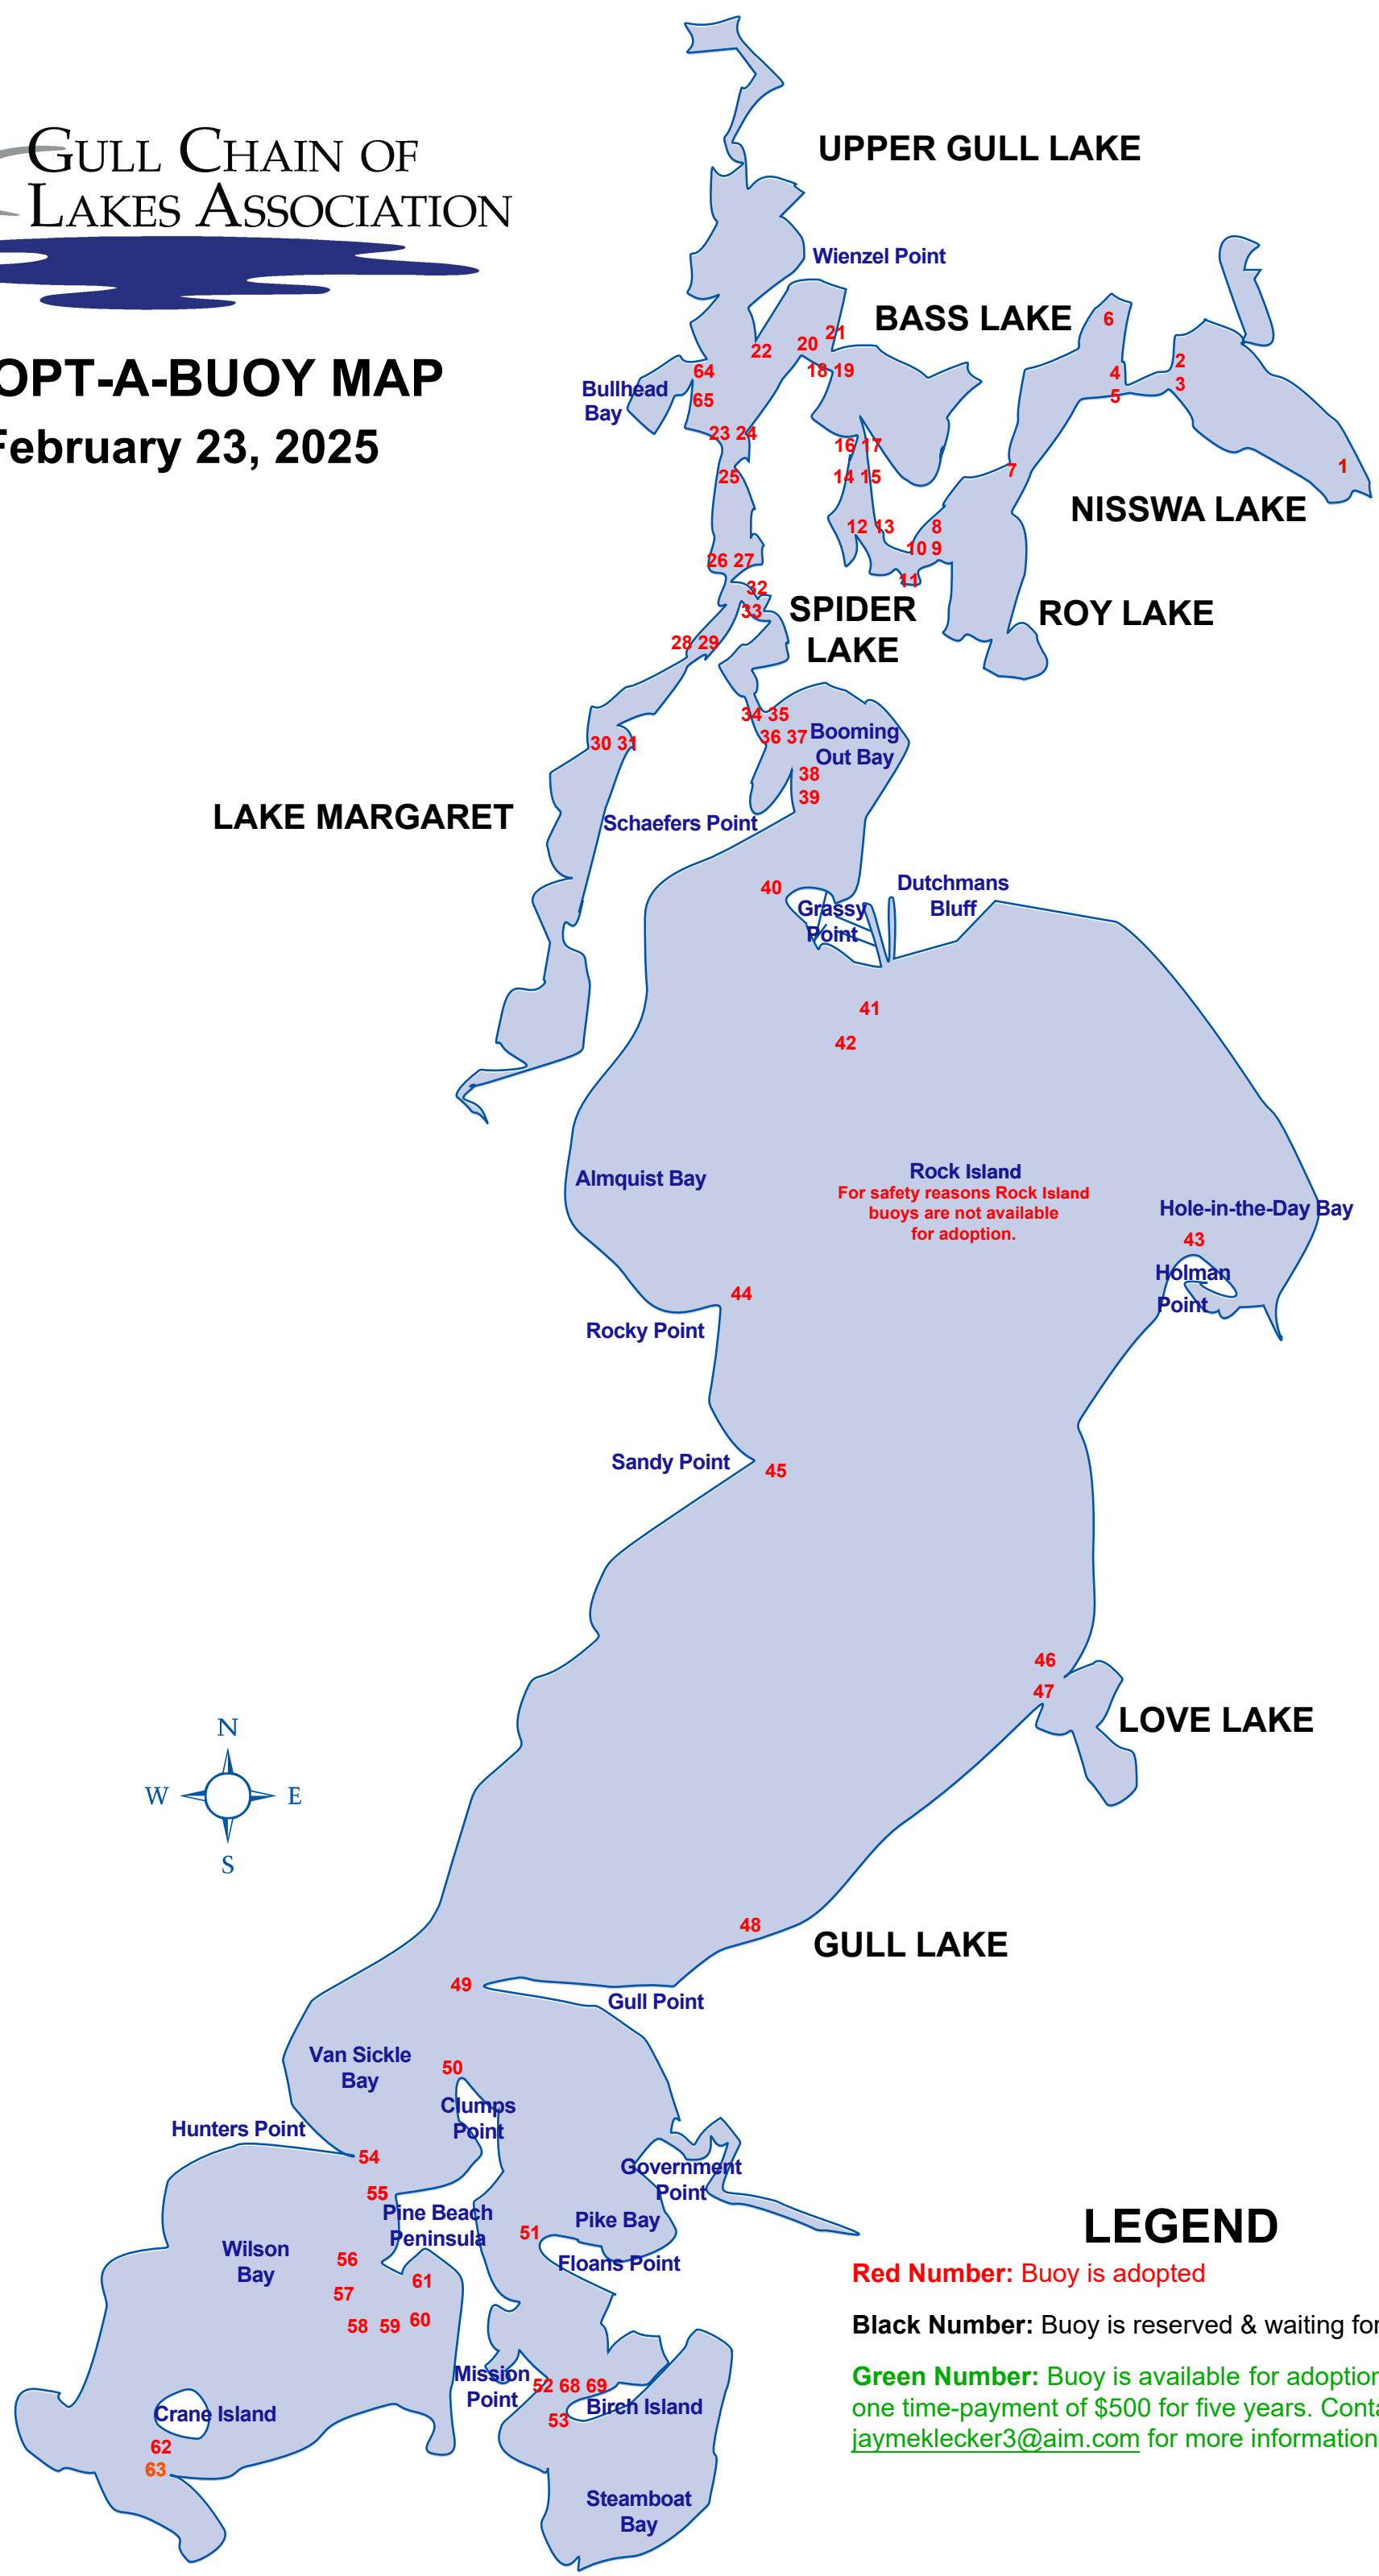 GULL CHAIN OF
LAKES ASSOCIATION
OPT-A-BUOY MAP
February 23, 2025
UPPER GULL LAKE
Wienzel Point
BASS LAKE
6
21
20
22
18 19
2
4
3
5
64
Bullhead
Bay
65
23 24
16 17
25
14 15
7
1
NISSWA LAKE
12 13
8
10 9
26 27
11
32
33
SPIDER
LAKE
ROY LAKE
28 29
34 35
36 37
Booming
Out Bay
30 31
38
39
LAKE MARGARET
Schaefers Point
40
Grassy
Point
Dutchmans
Bluff
41
42
Almquist Bay
Rock Island
For safety reasons Rock Island
buoys are not available
for adoption.
Hole-in-the-Day Bay
43
Holman
Point
44
Rocky Point
Sandy Point
45
46
47
LOVE LAKE
N
W E
S
48
GULL LAKE
49
Gull Point
Van Sickle
Bay
50
Clumps
Point
Hunters Point
54
Government
Point
55
Pine Beach
Peninsula
51
Pike Bay
Floans Point
Wilson
Bay
56
61
57
58 59 60
Mission
Point
52 68 69
Birch Island
53
Crane Island
62
63
Steamboat
Bay
LEGEND
Red Number: Buoy is adopted
Black Number: Buoy is reserved & waiting for
Green Number: Buoy is available for adoption
one time-payment of $500 for five years. Conta
jaymeklecker3@aim.com for more information